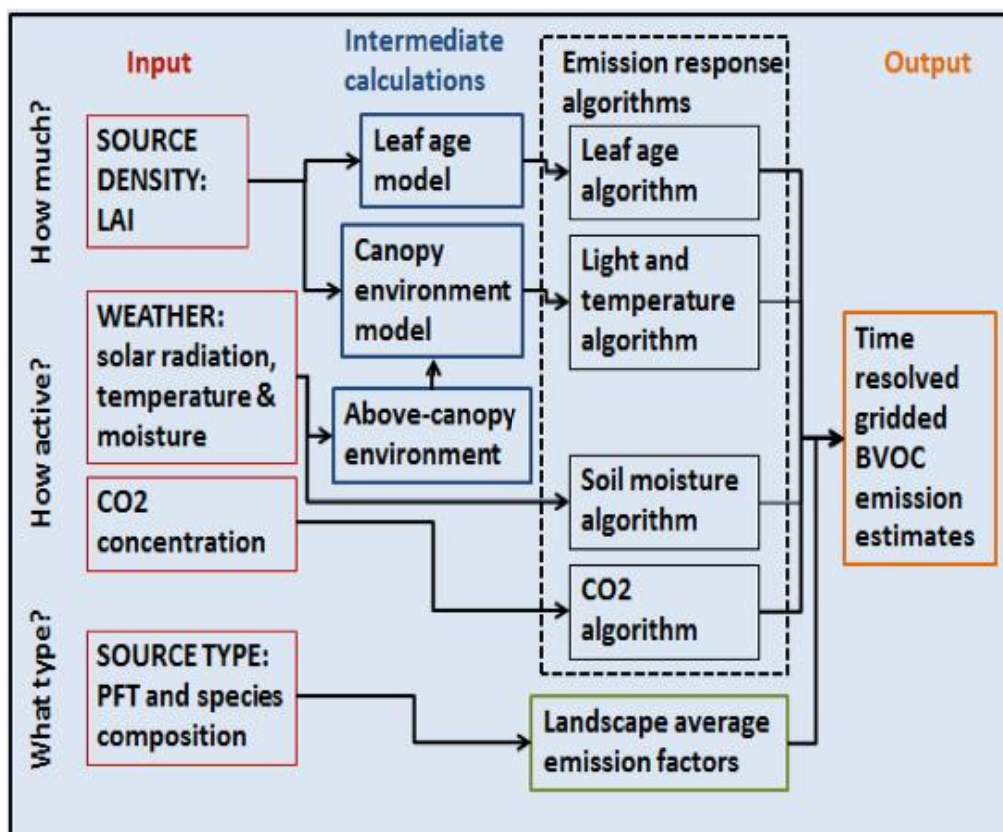 Input
Intermediate
calculations
Emission response
algorithms
Output
How much?
How active?
What type?
SOURCE
DENSITY:
LAI
WEATHER:
solar radiation,
temperature &
moisture
CO2
concentration
SOURCE TYPE:
PFT and species
composition
Leaf age
model
Canopy
environment
model
Above-canopy
environment
Leaf age
algorithm
Light and
temperature
algorithm
Soil moisture
algorithm
CO2
algorithm
Landscape average
emission factors
Time
resolved
gridded
BVOC
emission
estimates